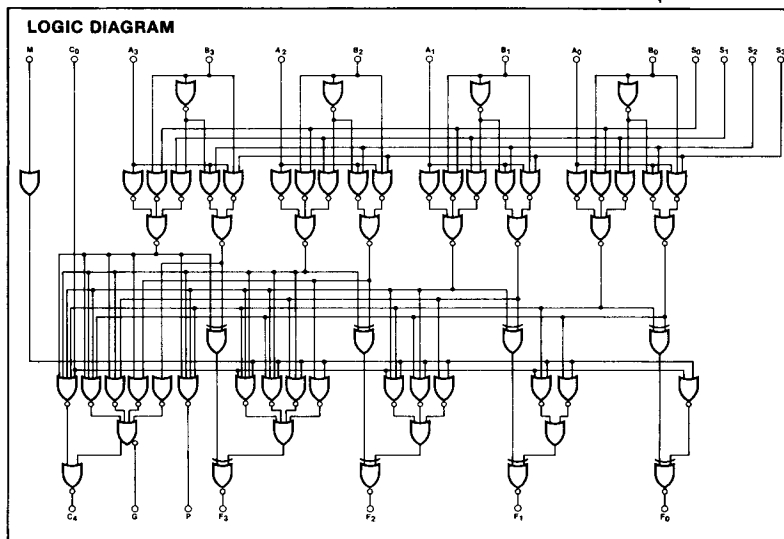 LOGIC DIAGRAM
M C0 A3 B3 A2 B2 A1 B1 A0 B0 S0 S1 S2 S3
C4 G P F3 F2 F1 F0